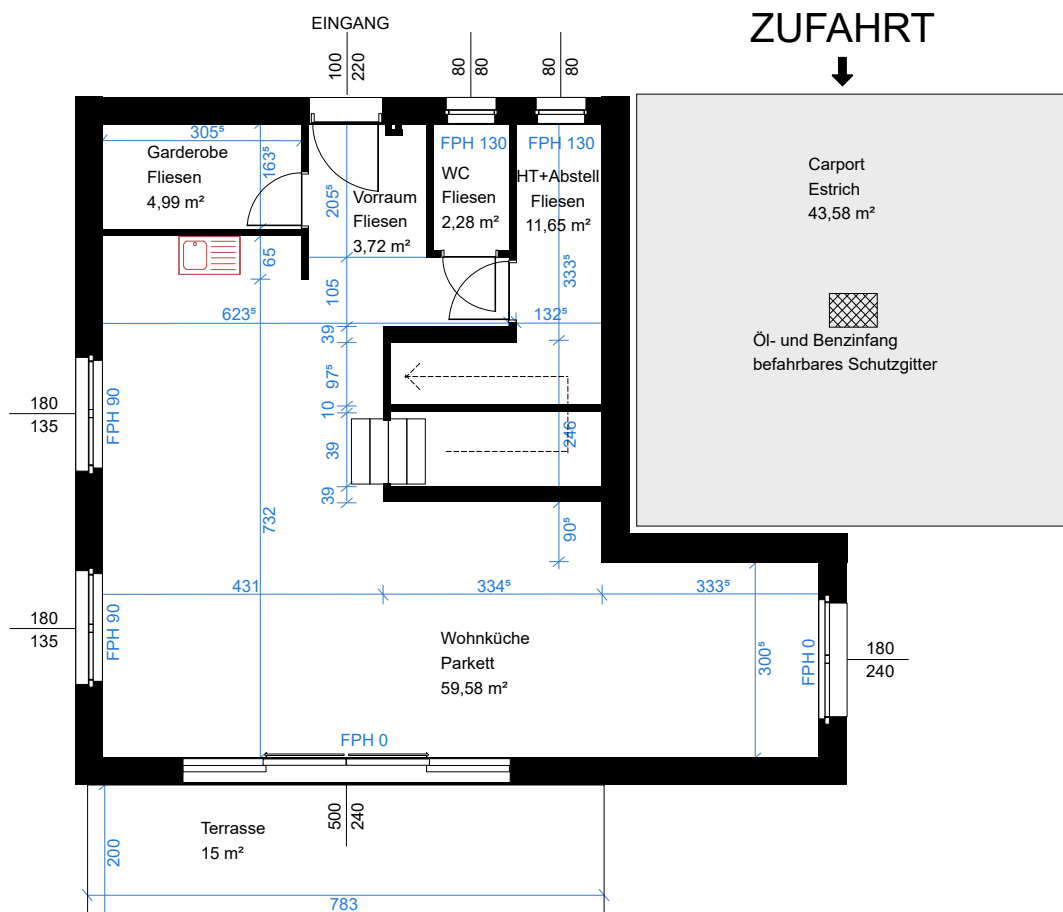 EINGANG
ZUFAHRT
100
220
80
80
80
80
305⁵
163⁵
Garderobe
Fliesen
4,99 m²
205⁵
Vorraum
Fliesen
3,72 m²
FPH 130
WC
Fliesen
2,28 m²
FPH 130
HT+Abstell
Fliesen
11,65 m²
Carport
Estrich
43,58 m²
Öl- und Benzinfang
befahrbares Schutzgitter
65
105
333⁵
623⁵
132⁵
39
97⁵
10
39
39
246
90⁵
180
135
FPH 90
732
431
334⁵
333⁵
180
135
FPH 90
Wohnküche
Parkett
59,58 m²
300⁵
FPH 0
180
240
FPH 0
500
240
Terrasse
15 m²
200
783